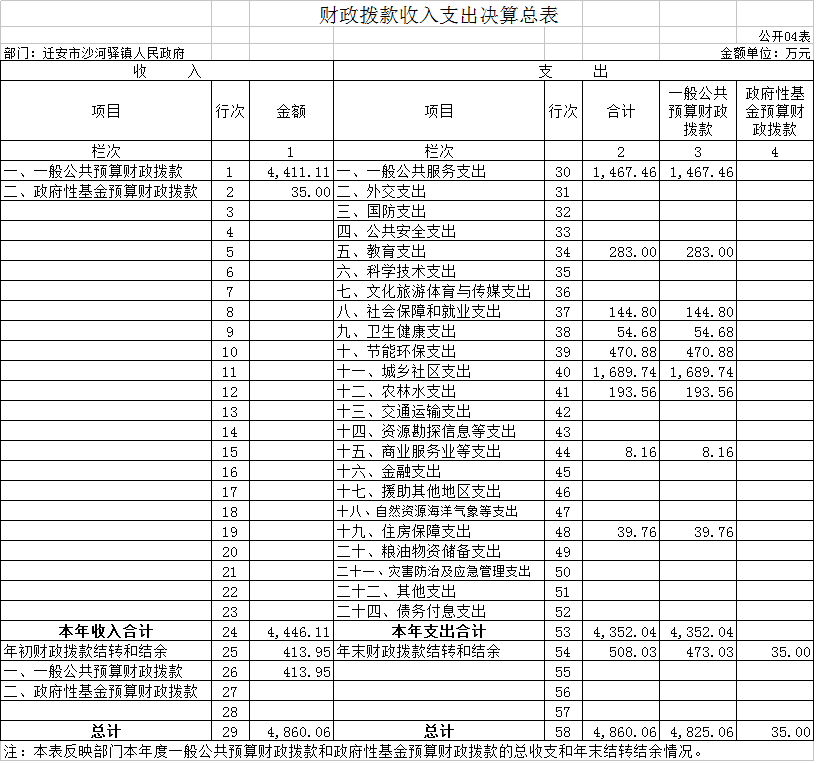 财政拨款收入支出决算总表
公开04表
部门：迁安市沙河驿镇人民政府 金额单位：万元
收 入 支 出
项目 行次 金额 项目 行次 合计 一般公共预算财政拨款 政府性基金预算财政拨款
栏次 1 栏次 2 3 4
一、一般公共预算财政拨款 1 4,411.11 一、一般公共服务支出 30 1,467.46 1,467.46
二、政府性基金预算财政拨款 2 35.00 二、外交支出 31
3 三、国防支出 32
4 四、公共安全支出 33
5 五、教育支出 34 283.00 283.00
6 六、科学技术支出 35
7 七、文化旅游体育与传媒支出 36
8 八、社会保障和就业支出 37 144.80 144.80
9 九、卫生健康支出 38 54.68 54.68
10 十、节能环保支出 39 470.88 470.88
11 十一、城乡社区支出 40 1,689.74 1,689.74
12 十二、农林水支出 41 193.56 193.56
13 十三、交通运输支出 42
14 十四、资源勘探信息等支出 43
15 十五、商业服务业等支出 44 8.16 8.16
16 十六、金融支出 45
17 十七、援助其他地区支出 46
18 十八、自然资源海洋气象等支出 47
19 十九、住房保障支出 48 39.76 39.76
20 二十、粮油物资储备支出 49
21 二十一、灾害防治及应急管理支出 50
22 二十二、其他支出 51
23 二十四、债务付息支出 52
本年收入合计 24 4,446.11 本年支出合计 53 4,352.04 4,352.04
年初财政拨款结转和结余 25 413.95 年末财政拨款结转和结余 54 508.03 473.03 35.00
一、一般公共预算财政拨款 26 413.95 55
二、政府性基金预算财政拨款 27 56
28 57
总计 29 4,860.06 总计 58 4,860.06 4,825.06 35.00
注：本表反映部门本年度一般公共预算财政拨款和政府性基金预算财政拨款的总收支和年末结转结余情况。